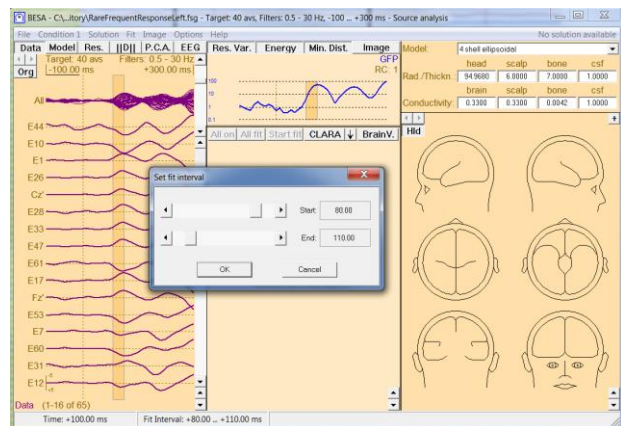 BESA - C:\...itory\RareFrequentResponseLeft.fsg - Target: 40 avs, Filters: 0.5 - 30 Hz, -100 ... +300 ms - Source analysis
File Condition 1 Solution Fit Image Options Help No solution available
Data Model Res. ||D|| P.C.A. EEG Res. Var. Energy Min. Dist. Image
Org
Target: 40 avs Filters: 0.5 - 30 Hz
-100.00 ms +300.00 ms
GFP
RC: 1
100
10
1
0.1
All on All fit Start fit CLARA BrainV.
Model: 4 shell ellipsoidal
head scalp bone csf
Rad./Thickn.: 94.9680 6.0000 7.0000 1.0000
brain scalp bone csf
Conductivity: 0.3300 0.3300 0.0042 1.0000
Hld
All
E44
E10
E1
E26
Cz'
E28
E33
E47
E61
E17
Fz'
E53
E7
E60
E31
E12
Set fit interval
Start: 80.00
End: 110.00
OK Cancel
Data (1-16 of 65)
Time: +100.00 ms Fit Interval: +80.00 ... +110.00 ms